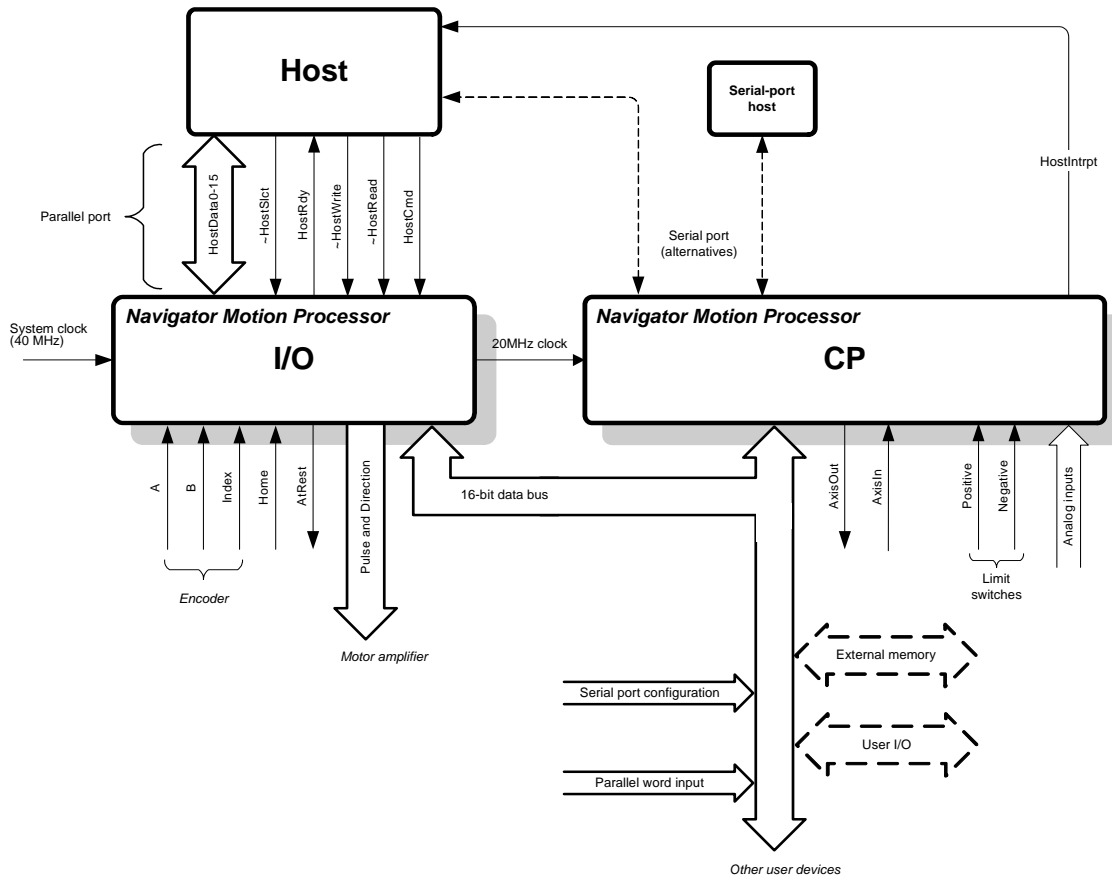 Host
Serial-port
host
HostIntrpt
Parallel port
HostData0-15
~HostSlct
HostRdy
~HostWrite
~HostRead
HostCmd
Serial port
(alternatives)
Navigator Motion Processor
I/O
Navigator Motion Processor
CP
System clock
(40 MHz)
20MHz clock
A
B
Index
Home
AtRest
Pulse and Direction
16-bit data bus
AxisOut
AxisIn
Positive
Negative
Analog inputs
Encoder
Limit
switches
Motor amplifier
External memory
Serial port configuration
User I/O
Parallel word input
Other user devices